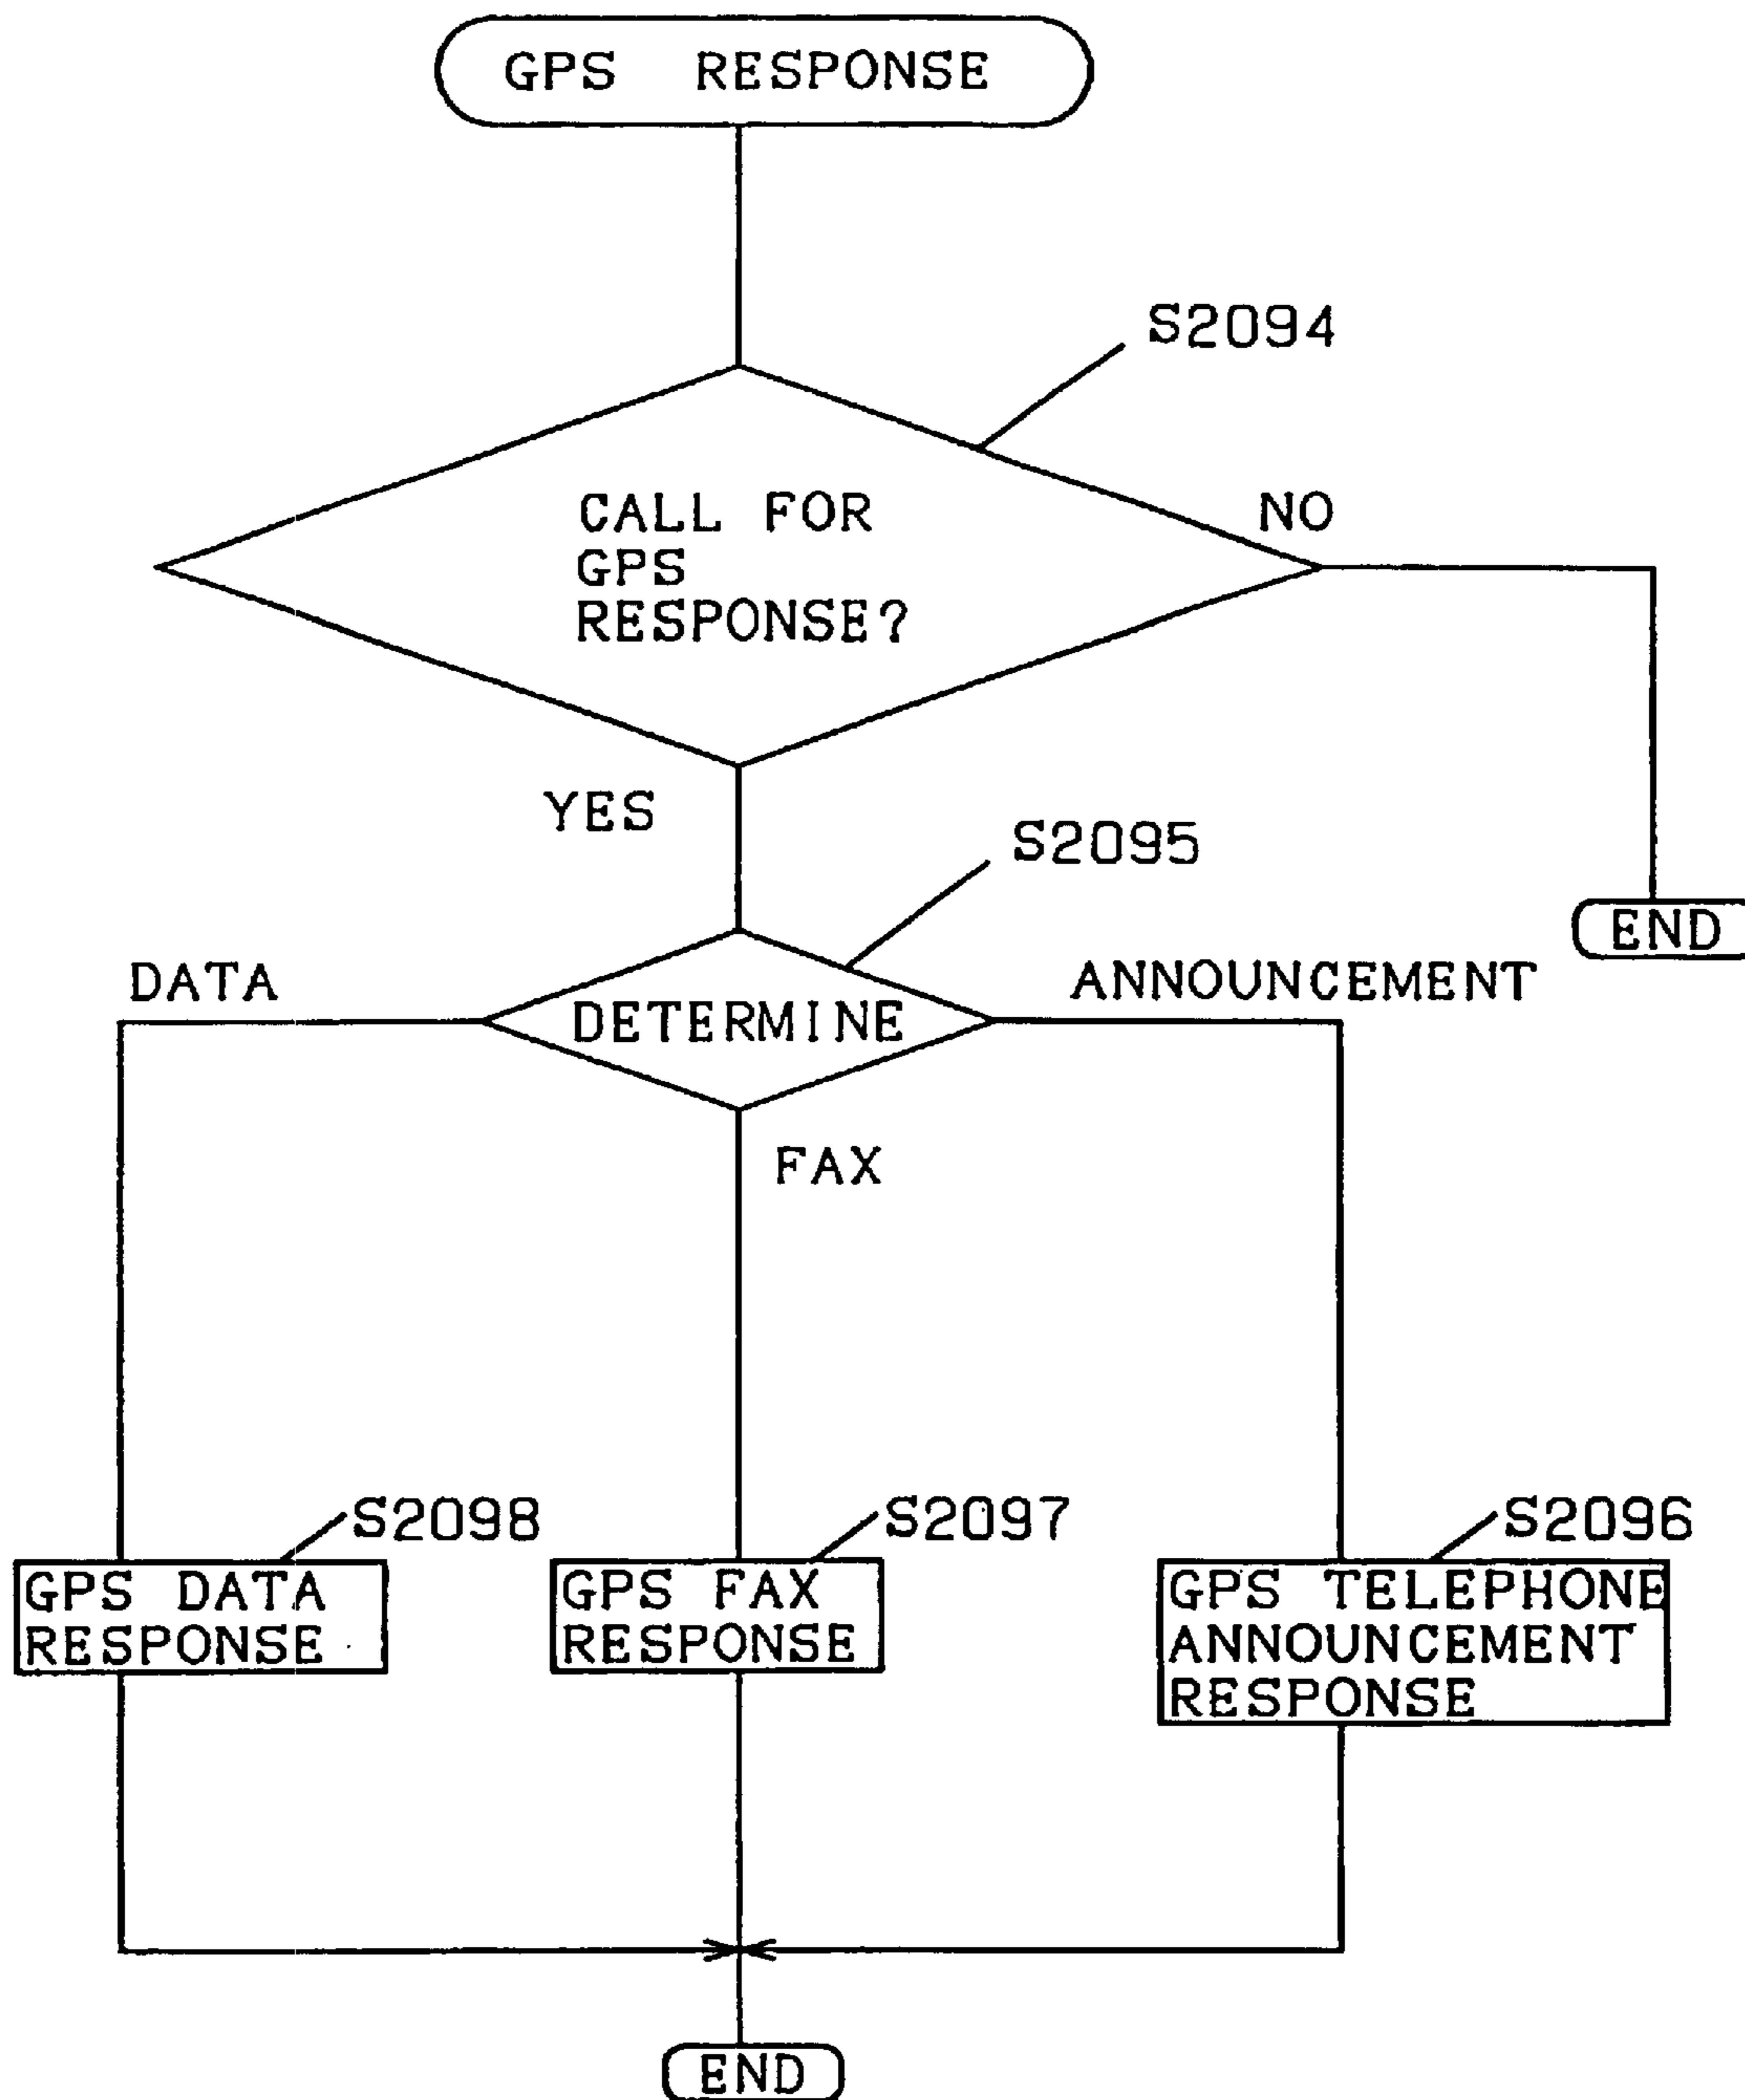 GPS RESPONSE
S2094
CALL FOR
GPS
RESPONSE?
NO
YES
S2095
END
DATA
DETERMINE
ANNOUNCEMENT
FAX
S2098
S2097
S2096
GPS DATA
RESPONSE
GPS FAX
RESPONSE
GPS TELEPHONE
ANNOUNCEMENT
RESPONSE
END